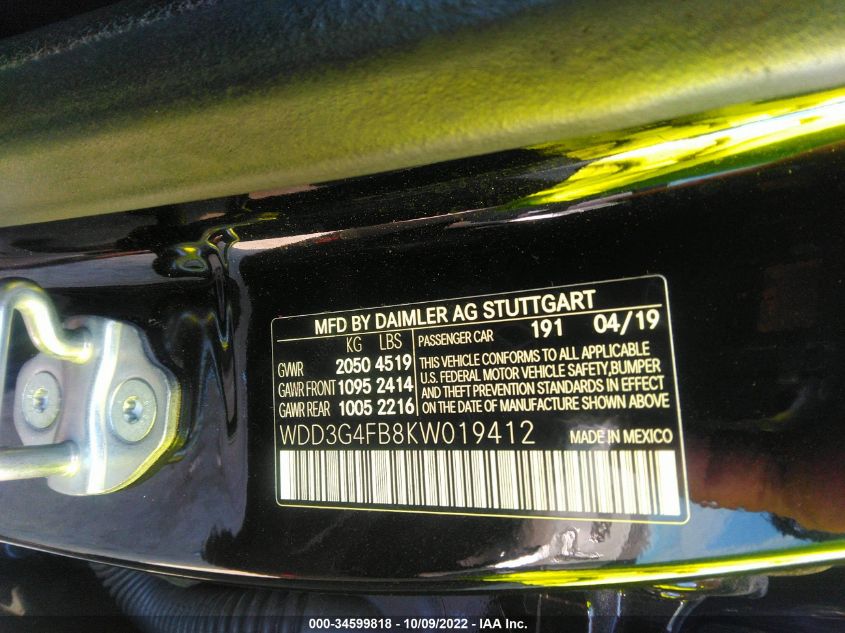 MFD BY DAIMLER AG STUTTGART
KG LBS PASSENGER CAR 191 04/19
GVWR 2050 4519
GAWR FRONT 1095 2414
GAWR REAR 1005 2216
THIS VEHICLE CONFORMS TO ALL APPLICABLE
U.S. FEDERAL MOTOR VEHICLE SAFETY,BUMPER
AND THEFT PREVENTION STANDARDS IN EFFECT
ON THE DATE OF MANUFACTURE SHOWN ABOVE
WDD3G4FB8KW019412 MADE IN MEXICO
000-34599818 - 10/09/2022 - IAA Inc.